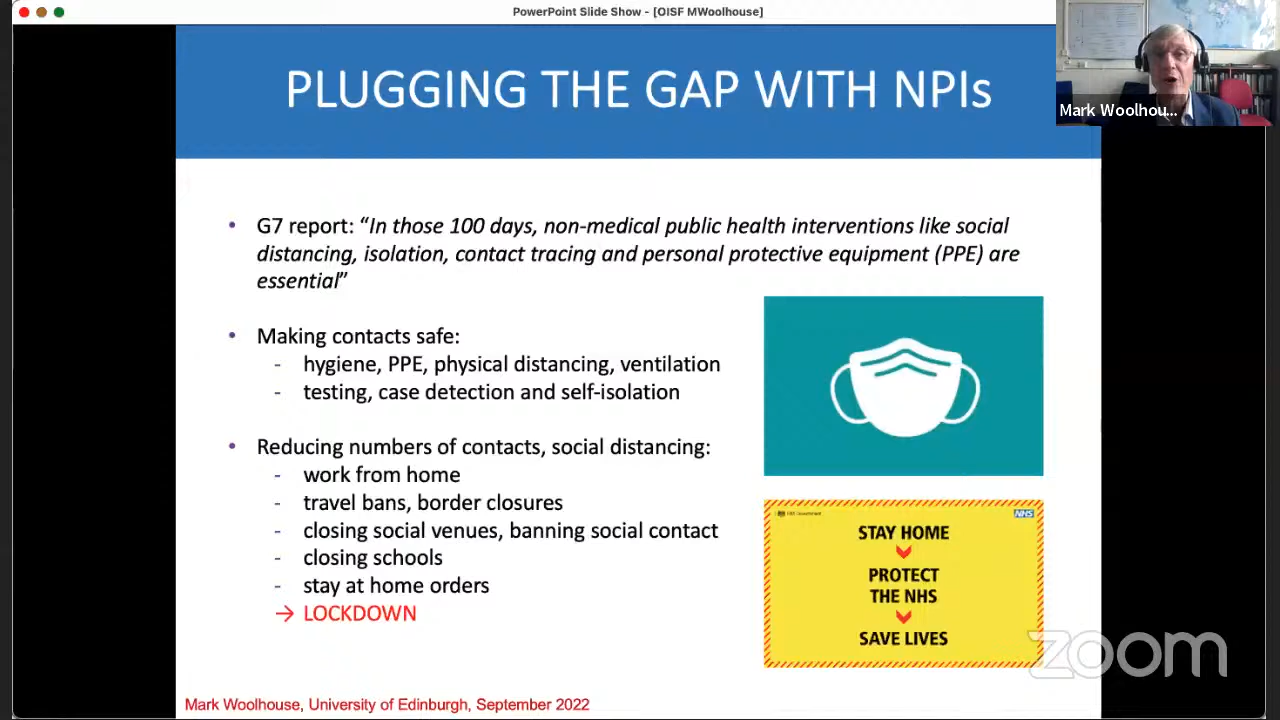 PowerPoint Slide Show - [OISF MWoolhouse]
PLUGGING THE GAP WITH NPIs
Mark Woolhou...
• G7 report: “In those 100 days, non-medical public health interventions like social
distancing, isolation, contact tracing and personal protective equipment (PPE) are
essential”
• Making contacts safe:
- hygiene, PPE, physical distancing, ventilation
- testing, case detection and self-isolation
• Reducing numbers of contacts, social distancing:
- work from home
- travel bans, border closures
- closing social venues, banning social contact
- closing schools
- stay at home orders
→ LOCKDOWN
NHS
STAY HOME
PROTECT
THE NHS
SAVE LIVES
zoom
Mark Woolhouse, University of Edinburgh, September 2022